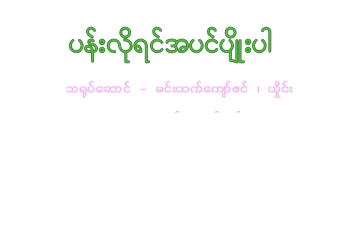 ပန်းလိုရင်အပင်ပျိုးပါ
သရုပ်ဆောင် - မင်းထက်ကျော်ဇင် ၊ ယှိုင်း